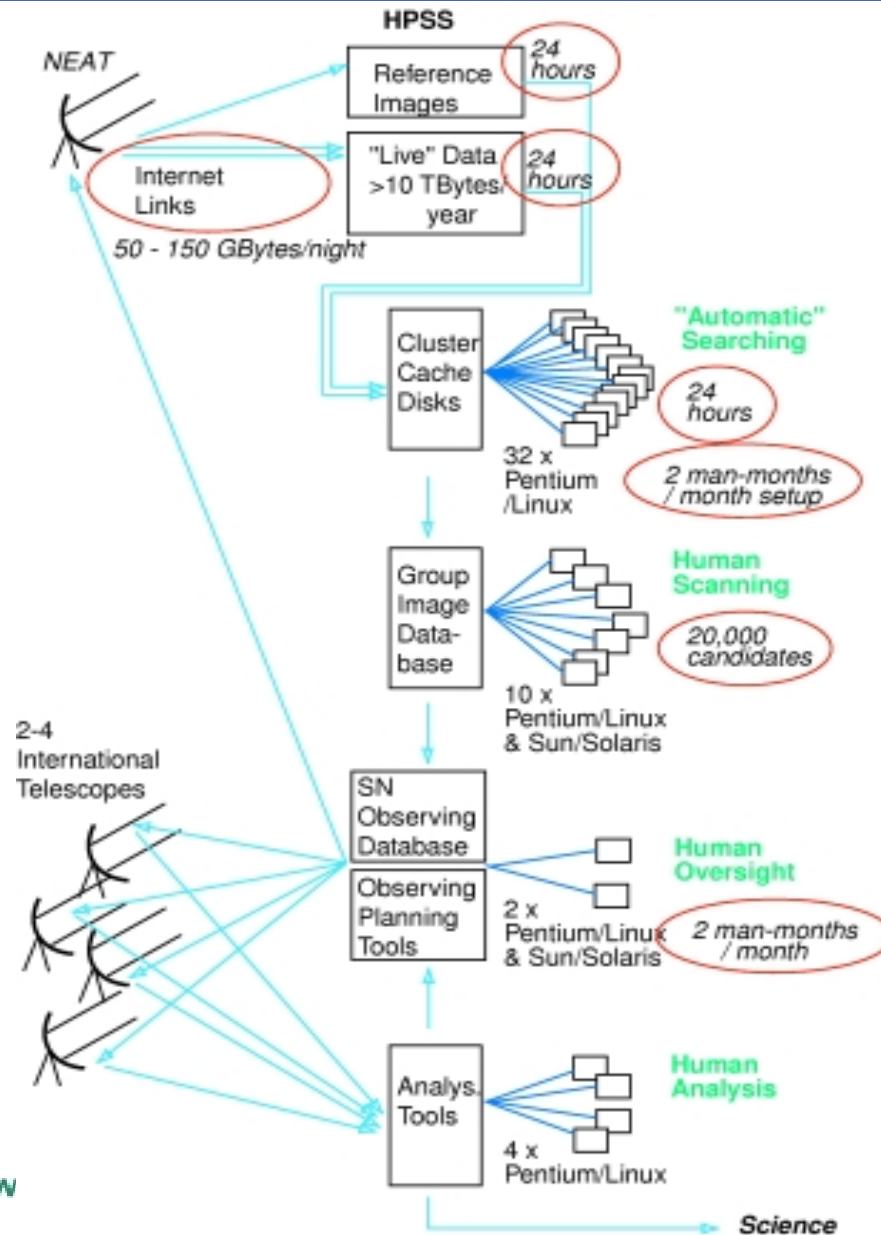 HPSS
NEAT
Reference
Images
24
hours
"Live" Data
>10 TBytes/
year
24
hours
Internet
Links
50 - 150 GBytes/night
Cluster
Cache
Disks
32 x
Pentium
/Linux
"Automatic"
Searching
24
hours
2 man-months
/ month setup
Group
Image
Data-
base
10 x
Pentium/Linux
& Sun/Solaris
Human
Scanning
20,000
candidates
2-4
International
Telescopes
SN
Observing
Database
Observing
Planning
Tools
2 x
Pentium/Linux
& Sun/Solaris
Human
Oversight
2 man-months
/ month
Analys.
Tools
4 x
Pentium/Linux
Human
Analysis
w
Science